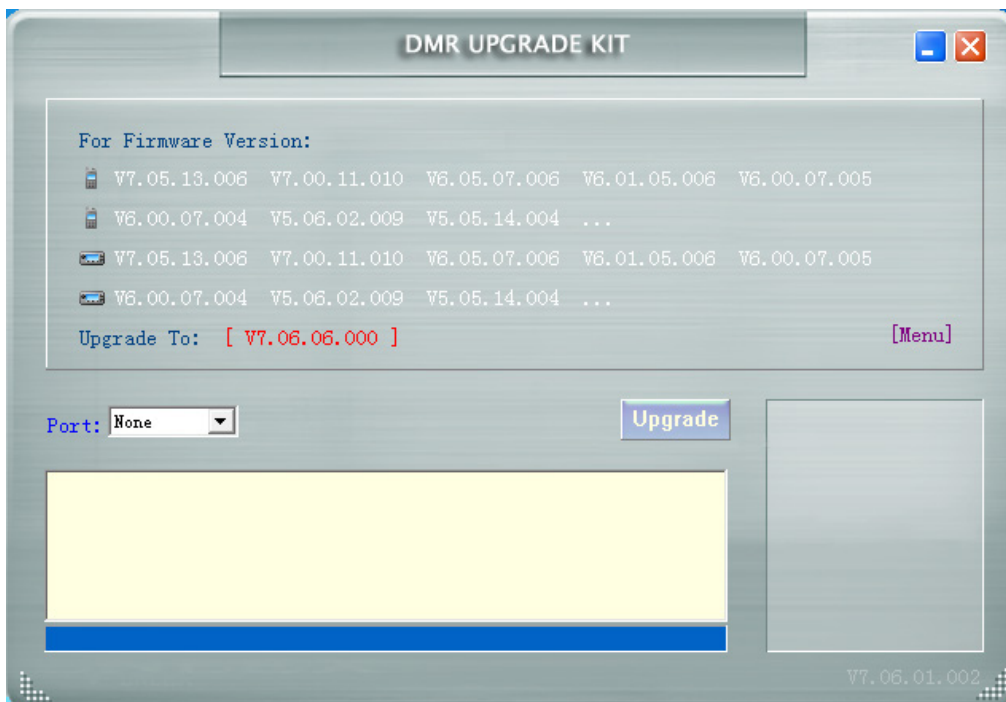 DMR UPGRADE KIT
For Firmware Version:
V7.05.13.006 V7.00.11.010 V6.05.07.006 V6.01.05.006 V6.00.07.005
V6.00.07.004 V5.06.02.009 V5.05.14.004 ...
V7.05.13.006 V7.00.11.010 V6.05.07.006 V6.01.05.006 V6.00.07.005
V6.00.07.004 V5.06.02.009 V5.05.14.004 ...
Upgrade To: [ V7.06.06.000 ] [Menu]
Port: None Upgrade
V7.06.01.002